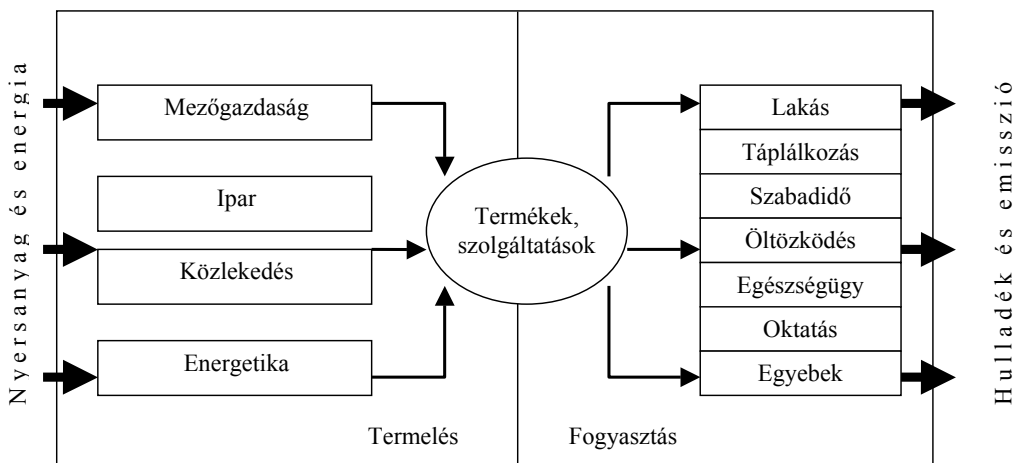 Nyersanyag és energia
Mezőgazdaság
Ipar
Közlekedés
Energetika
Termelés
Termékek,
szolgáltatások
Fogyasztás
Lakás
Táplálkozás
Szabadidő
Öltözködés
Egészségügy
Oktatás
Egyebek
Hulladék és emisszió